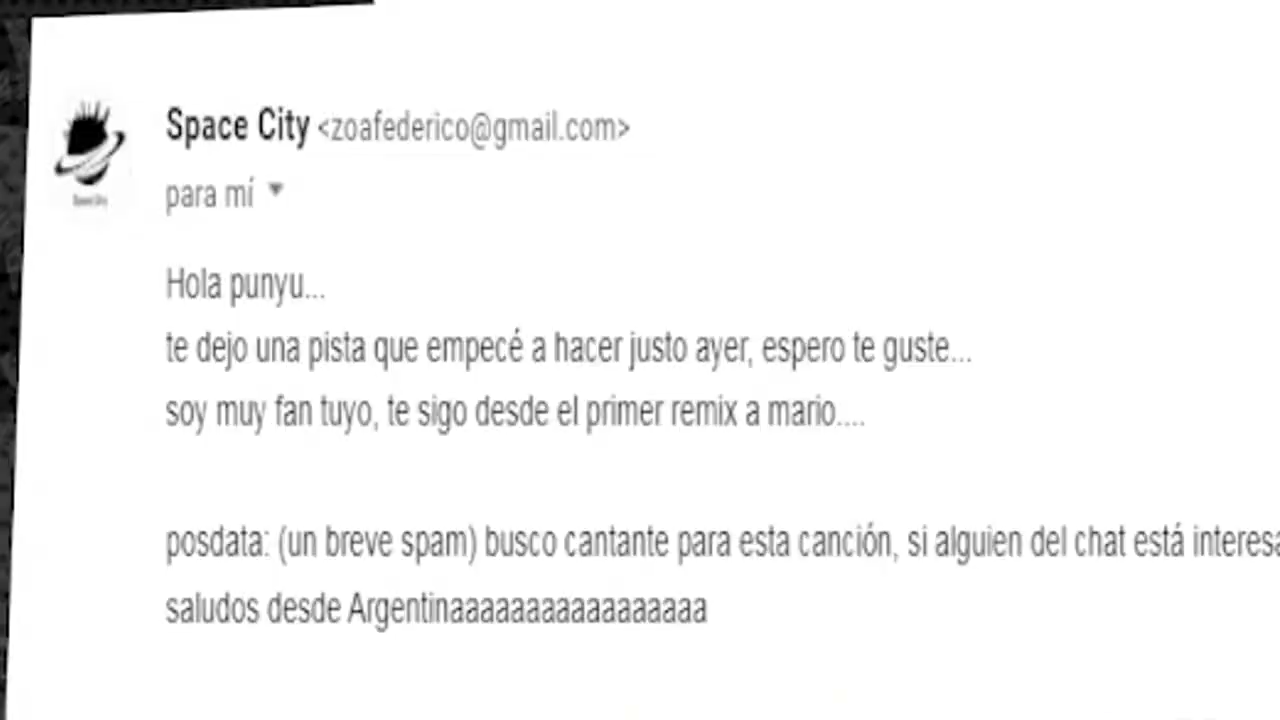 Space City <zoafederico@gmail.com>
para mí
Hola punyu...
te dejo una pista que empecé a hacer justo ayer, espero te guste...
soy muy fan tuyo, te sigo desde el primer remix a mario....
posdata: (un breve spam) busco cantante para esta canción, si alguien del chat está interesa
saludos desde Argentinaaaaaaaaaaaaaaaaa